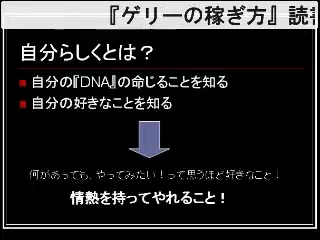 『ゲリーの稼ぎ方』読書
自分らしくとは？
自分の『DNA』の命じることを知る
自分の好きなことを知る
何があっても、やってみたい！って思うほど好きなこと！
情熱を持ってやれること！